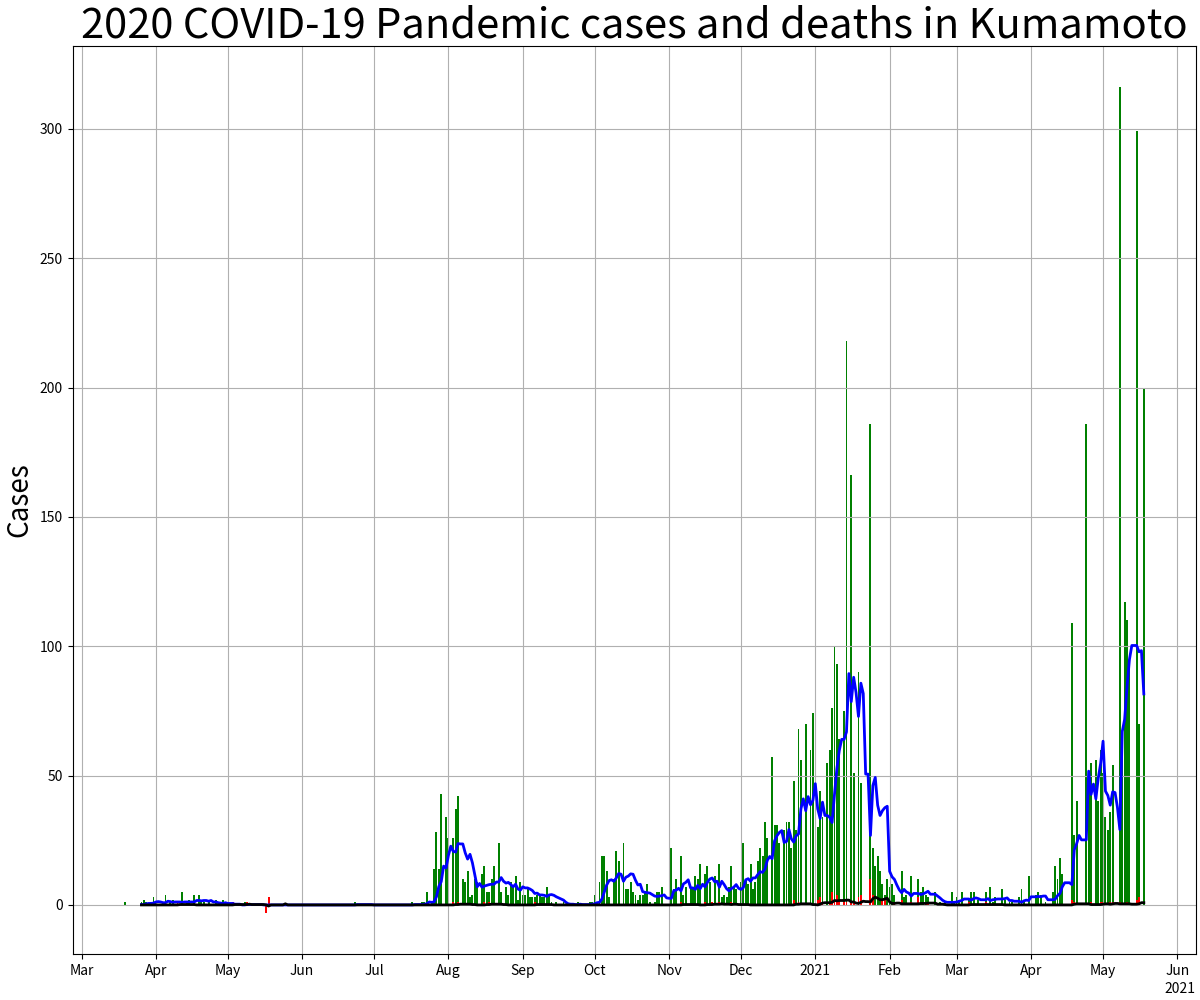 2020 COVID-19 Pandemic cases and deaths in Kumamoto
Cases
300
250
200
150
100
50
0
Mar Apr May Jun Jul Aug Sep Oct Nov Dec 2021 Feb Mar Apr May Jun
2021